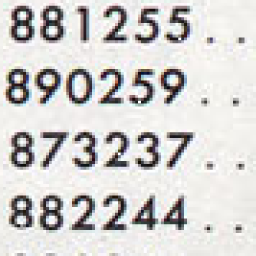 881255 . .
890259 . .
873237 . .
882244 . .